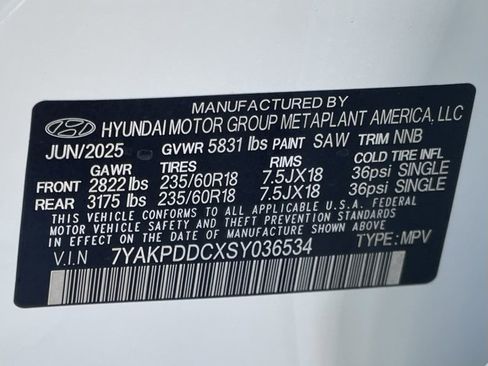 MANUFACTURED BY
HYUNDAI MOTOR GROUP METAPLANT AMERICA, LLC
JUN/2025 GVWR 5831 lbs PAINT SAW TRIM NNB
GAWR TIRES RIMS COLD TIRE INFL
FRONT 2822 lbs 235/60R18 7.5JX18 36psi SINGLE
REAR 3175 lbs 235/60R18 7.5JX18 36psi SINGLE
THIS VEHICLE CONFORMS TO ALL APPLICABLE U.S.A. FEDERAL
MOTOR VEHICLE SAFETY AND THEFT PREVENTION STANDARDS
IN EFFECT ON THE DATE OF MANUFACTURE SHOWN ABOVE.
V.I.N 7YAKPDDCXSY036534 TYPE: MPV